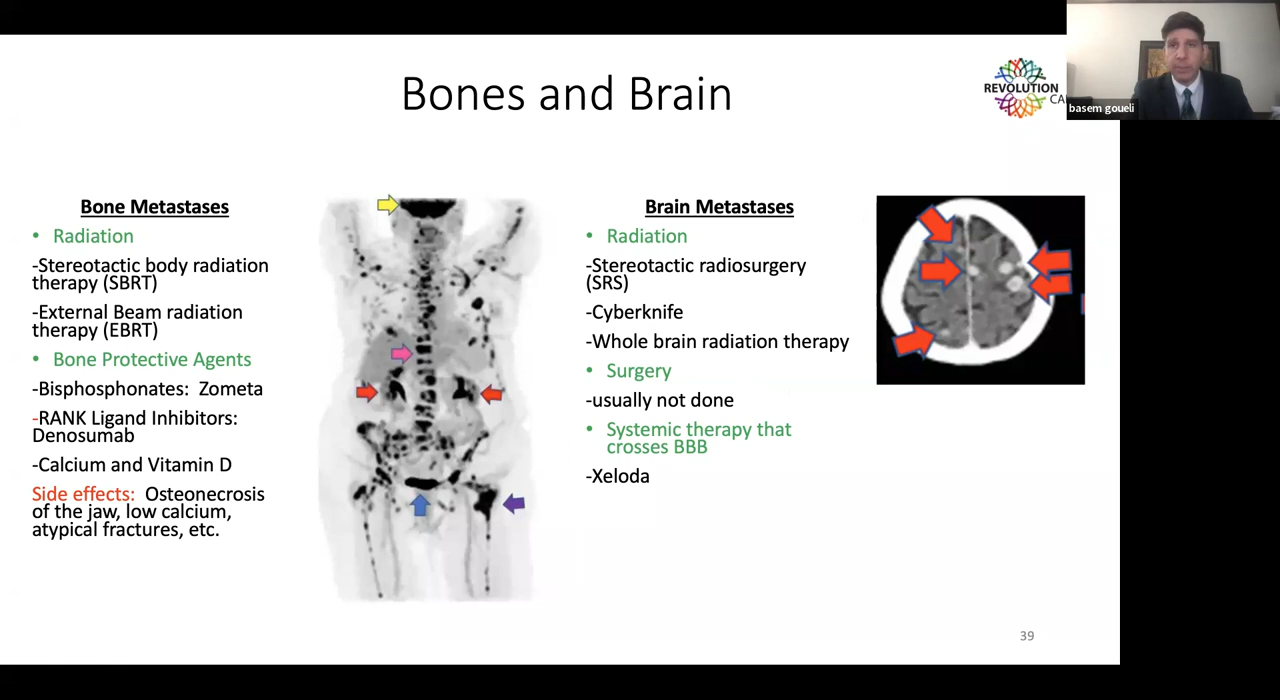 Bones and Brain
REVOLUTION
CA
basem goueli
Bone Metastases
• Radiation
-Stereotactic body radiation
therapy (SBRT)
-External Beam radiation
therapy (EBRT)
• Bone Protective Agents
-Bisphosphonates: Zometa
-RANK Ligand Inhibitors:
Denosumab
-Calcium and Vitamin D
Side effects: Osteonecrosis
of the jaw, low calcium,
atypical fractures, etc.
Brain Metastases
• Radiation
-Stereotactic radiosurgery
(SRS)
-Cyberknife
-Whole brain radiation therapy
• Surgery
-usually not done
• Systemic therapy that
crosses BBB
-Xeloda
39